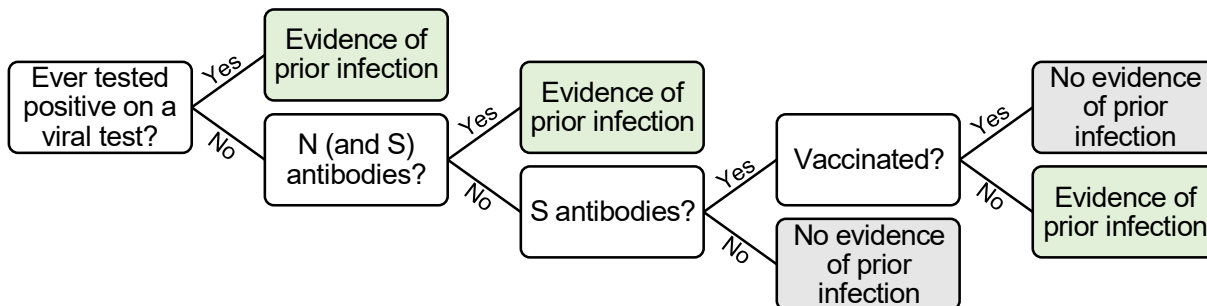 Ever tested
positive on a
viral test?
Yes
No
Evidence of
prior infection
N (and S)
antibodies?
Yes
No
Evidence of
prior infection
S antibodies?
Yes
No
Vaccinated?
No evidence
of prior
infection
Yes
No
No evidence
of prior
infection
Evidence of
prior infection